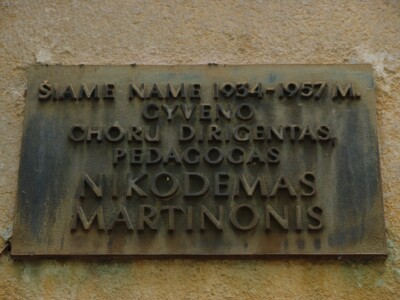 ŠIAME NAME 1934-1957 M.
GYVENO
CHORŲ DIRIGENTAS,
PEDAGOGAS
NIKODEMAS
MARTINONIS